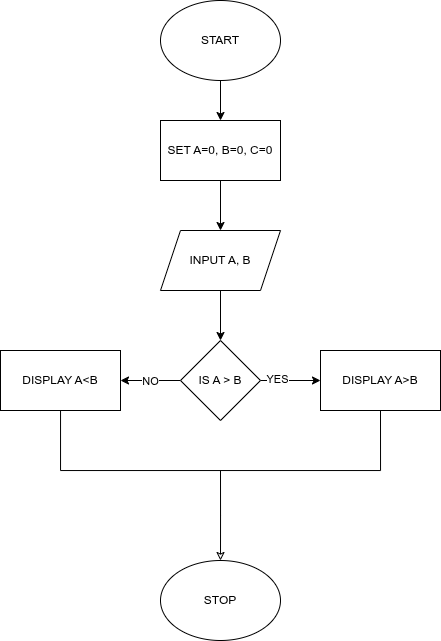 START
SET A=0, B=0, C=0
INPUT A, B
IS A > B
NO
YES
DISPLAY A<B
DISPLAY A>B
STOP